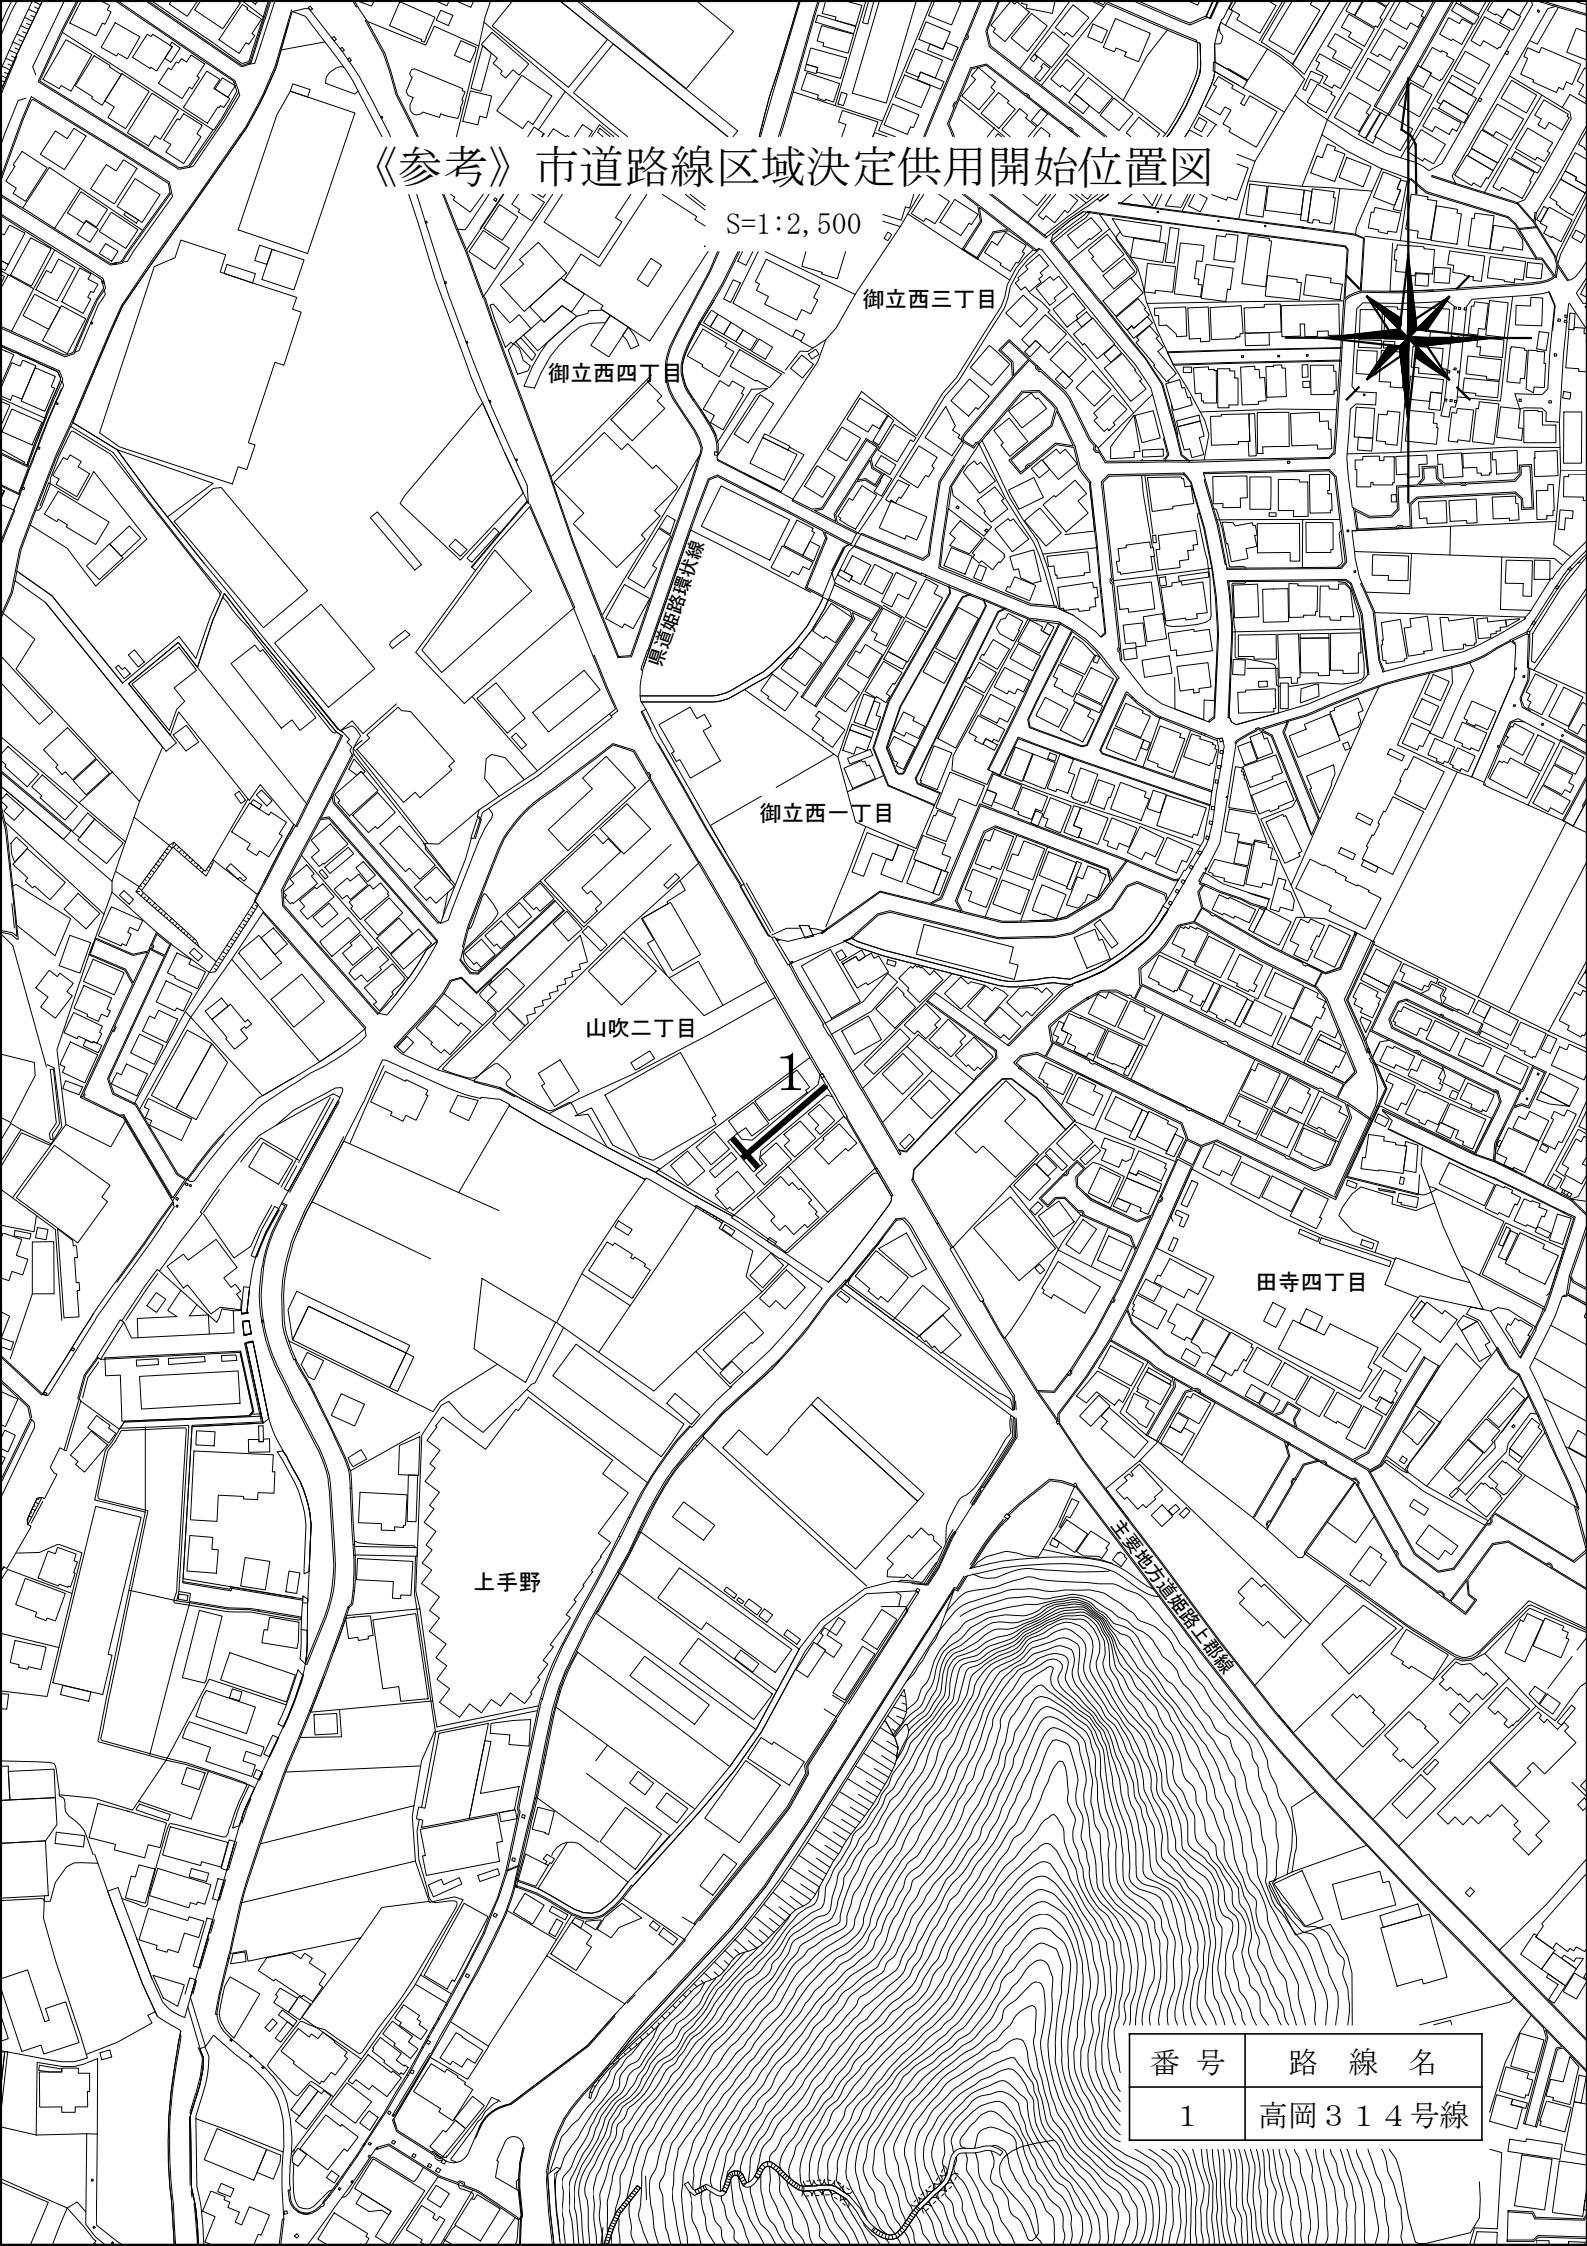 《参考》市道路線区域決定供用開始位置図
S=1:2,500
御立西三丁目
御立西四丁目
県道姫路環状線
御立西一丁目
山吹二丁目
1
田寺四丁目
主要地方道姫路上郡線
上手野
番 号 路 線 名
1 高岡３１４号線